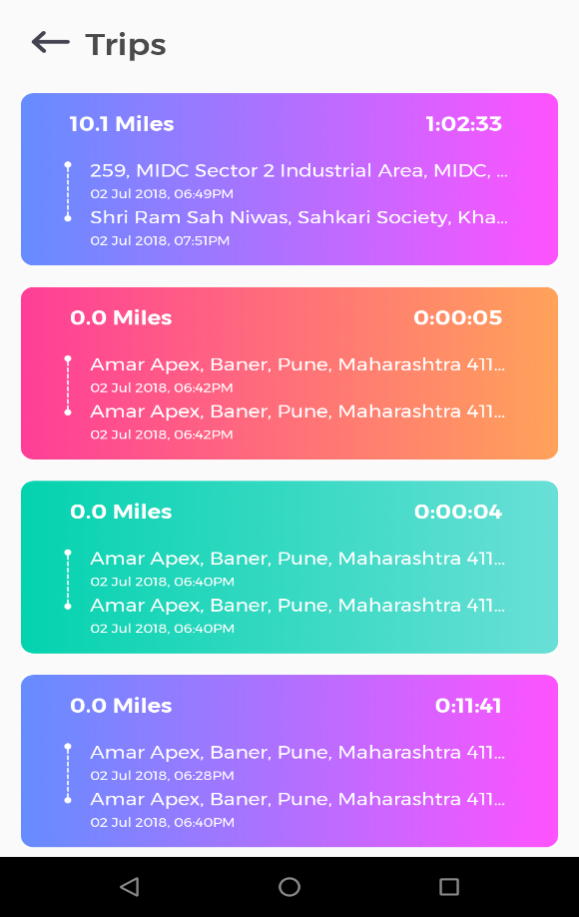 Trips
10.1 Miles 1:02:33
259, MIDC Sector 2 Industrial Area, MIDC, ...
02 Jul 2018, 06:49PM
Shri Ram Sah Niwas, Sahkari Society, Kha...
02 Jul 2018, 07:51PM
0.0 Miles 0:00:05
Amar Apex, Baner, Pune, Maharashtra 411...
02 Jul 2018, 06:42PM
Amar Apex, Baner, Pune, Maharashtra 411...
02 Jul 2018, 06:42PM
0.0 Miles 0:00:04
Amar Apex, Baner, Pune, Maharashtra 411...
02 Jul 2018, 06:40PM
Amar Apex, Baner, Pune, Maharashtra 411...
02 Jul 2018, 06:40PM
0.0 Miles 0:11:41
Amar Apex, Baner, Pune, Maharashtra 411...
02 Jul 2018, 06:28PM
Amar Apex, Baner, Pune, Maharashtra 411...
02 Jul 2018, 06:40PM